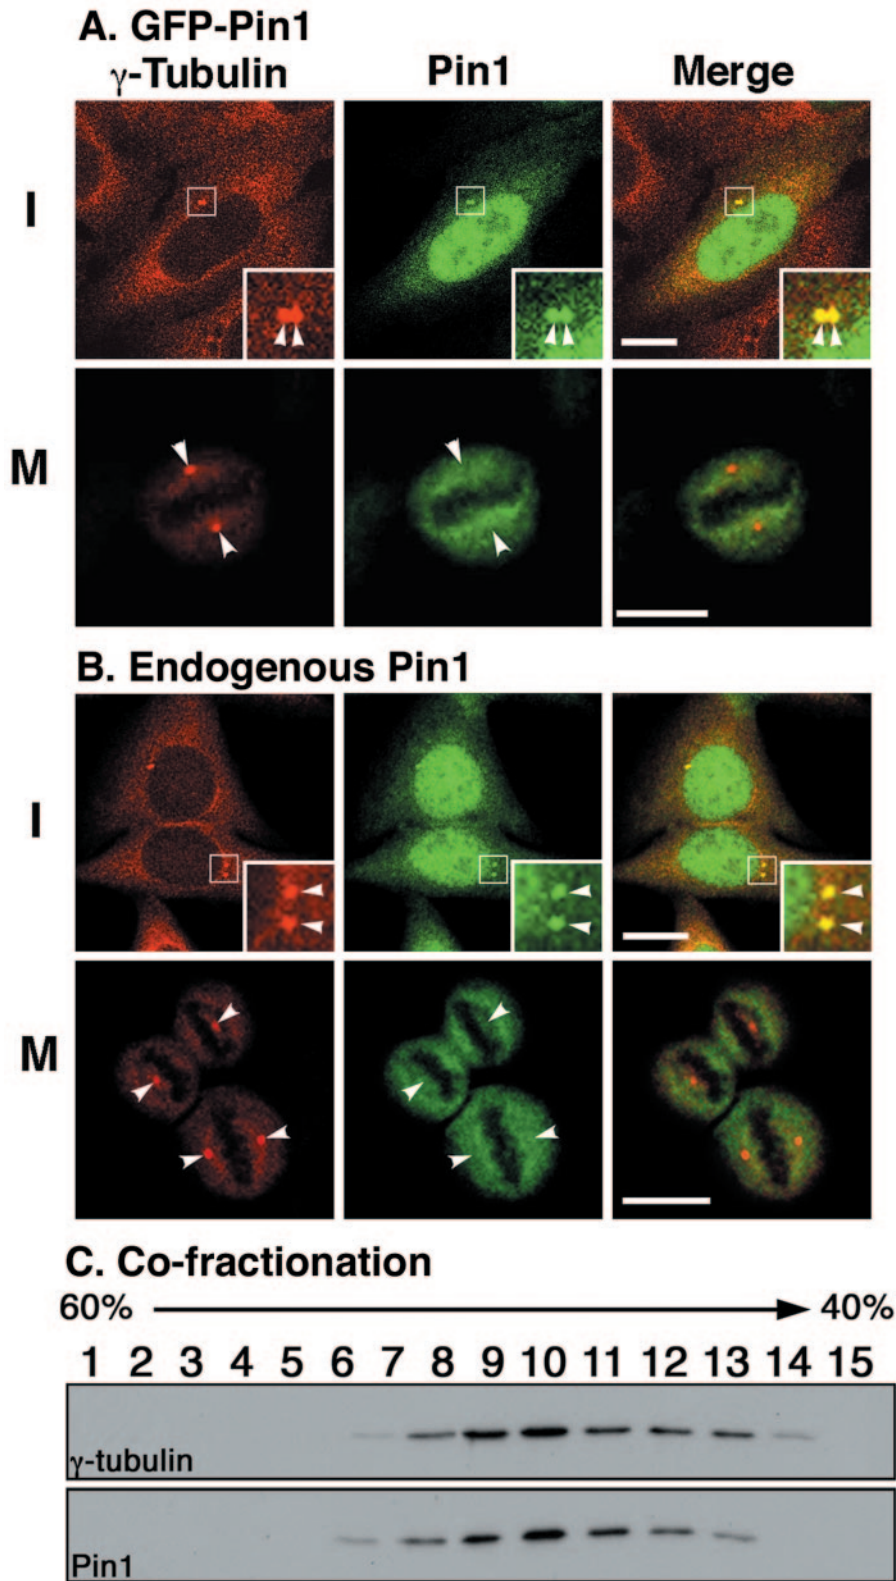 A. GFP-Pin1
γ-Tubulin Pin1 Merge
I
M
B. Endogenous Pin1
I
M
C. Co-fractionation
60% 40%
1 2 3 4 5 6 7 8 9 10 11 12 13 14 15
γ-tubulin
Pin1